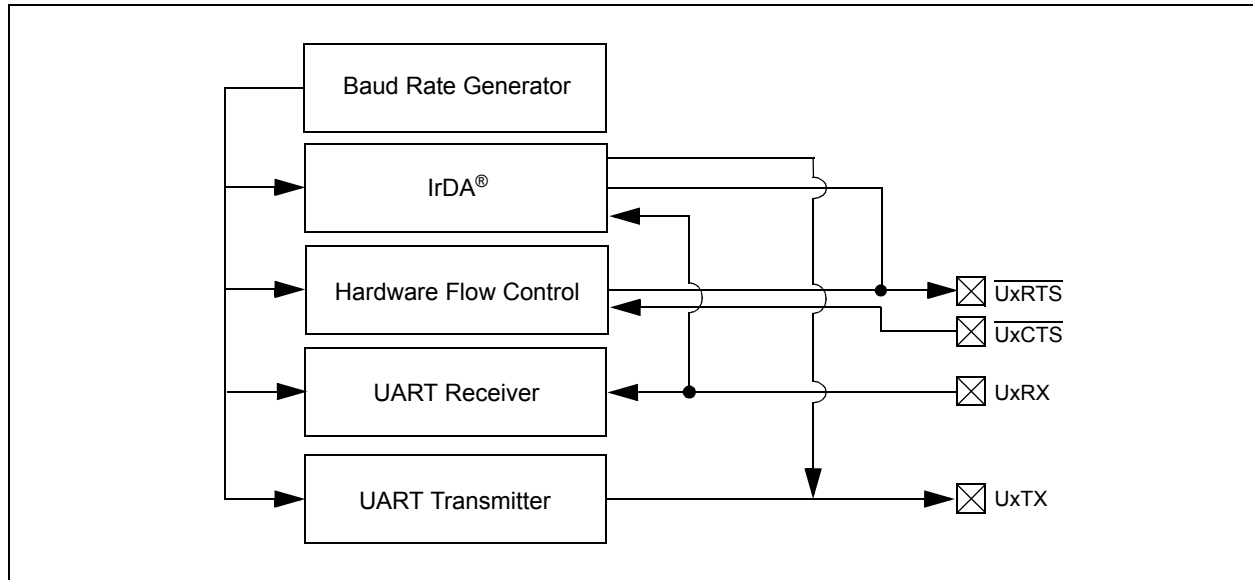 Baud Rate Generator
IrDA®
Hardware Flow Control
UxRTS
UxCTS
UART Receiver
UxRX
UART Transmitter
UxTX